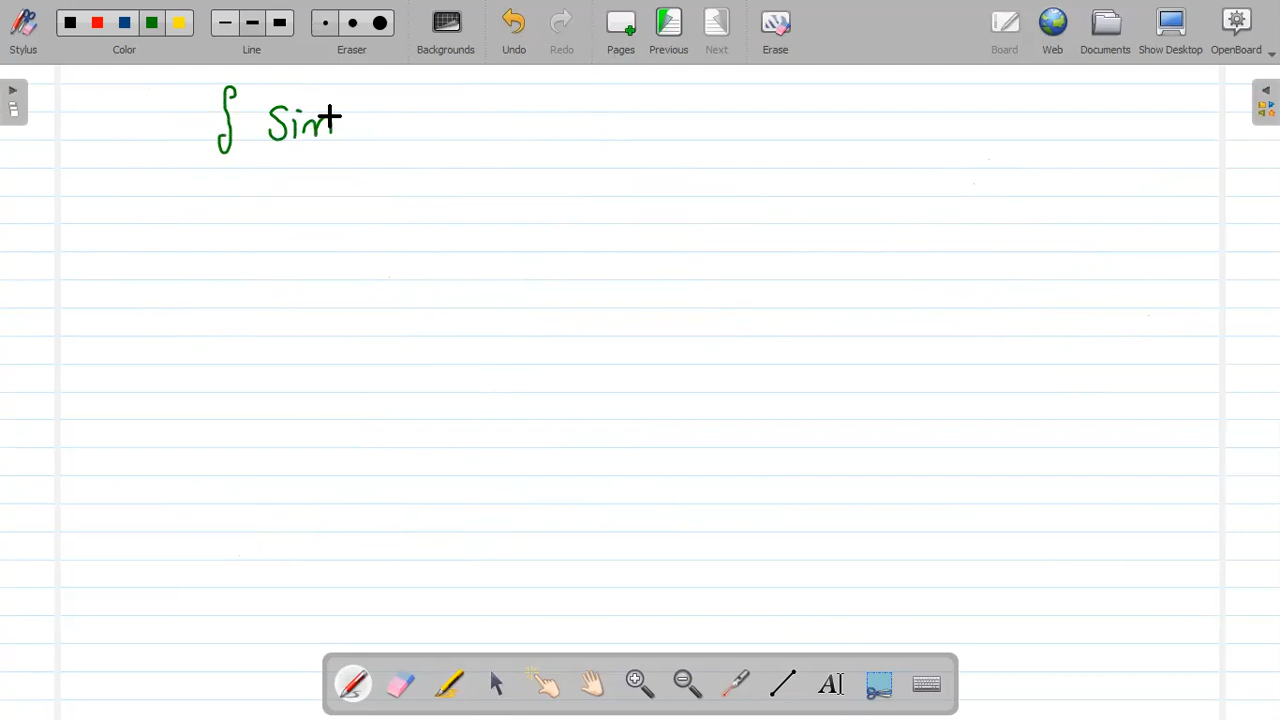 Stylus Color Line Eraser Backgrounds Undo Redo Pages Previous Next Erase Board Web Documents Show Desktop OpenBoard
∫ Sin